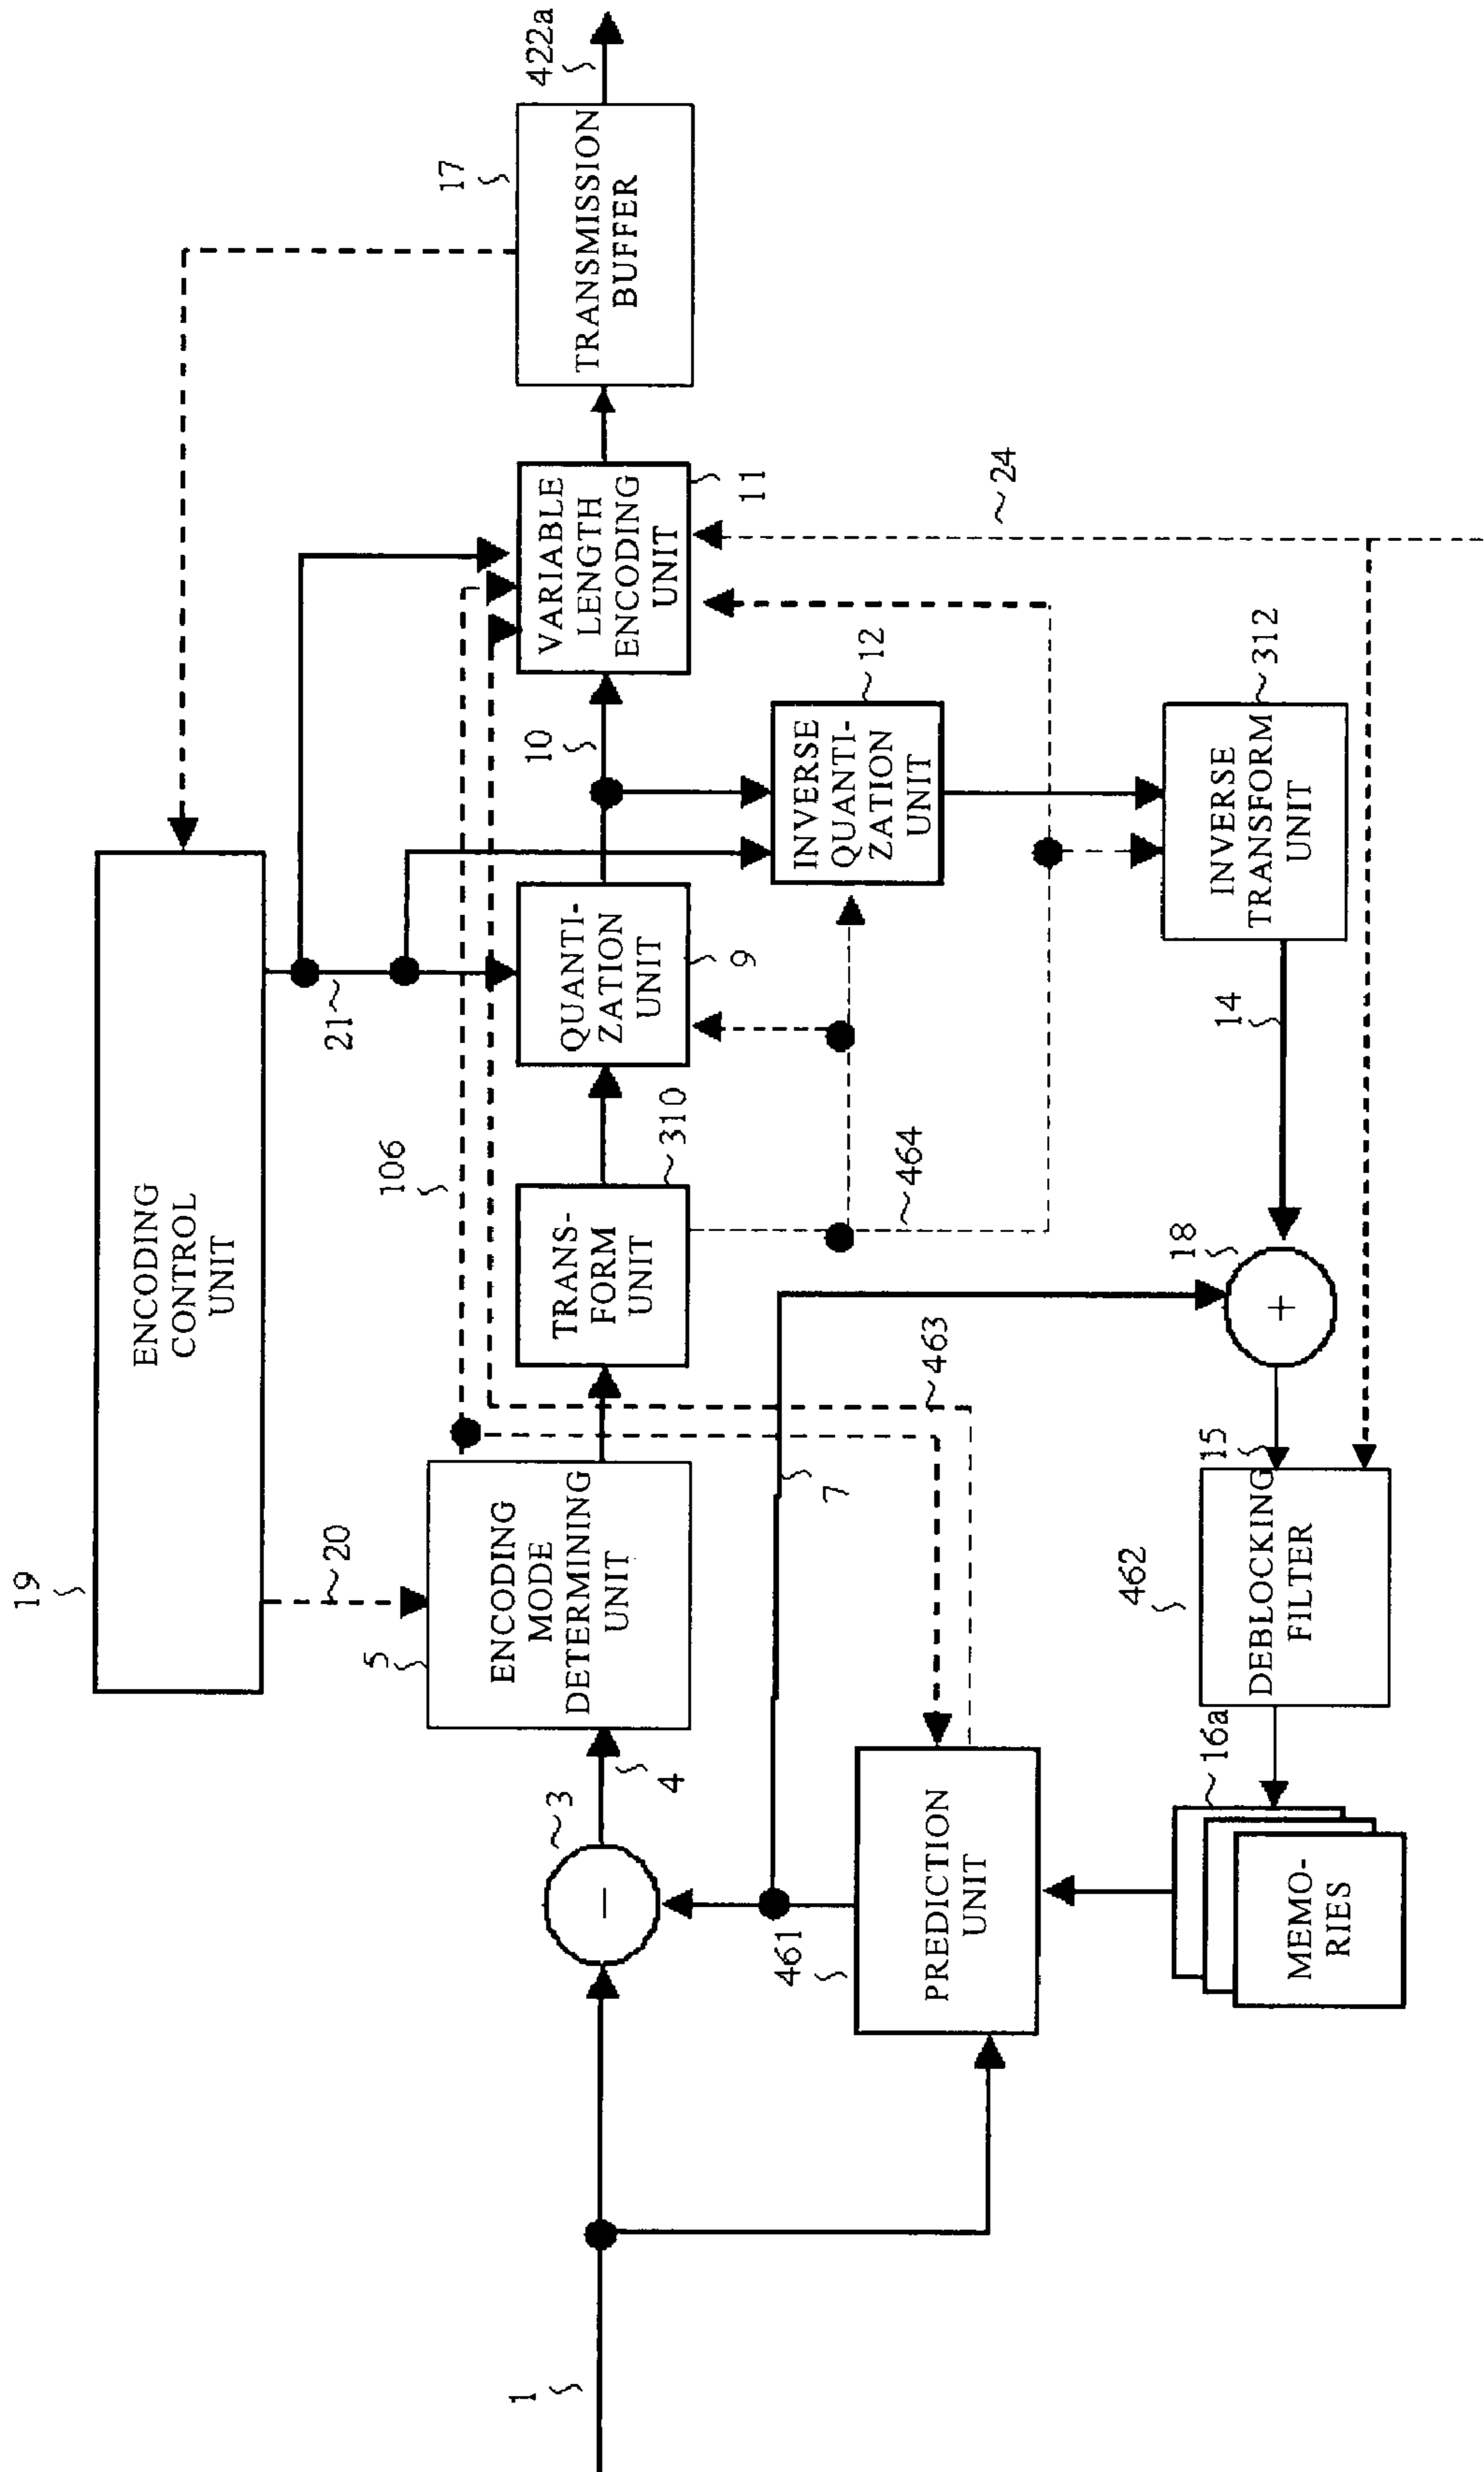 19
ENCODING
CONTROL
UNIT
20
21
17
TRANSMISSION
BUFFER
422a
106
5
ENCODING
MODE
DETERMINING
UNIT
TRANS-
FORM
UNIT
310
QUANTI-
ZATION
UNIT
9
10
VARIABLE
LENGTH
ENCODING
UNIT
11
1
3
4
7
463
464
INVERSE
QUANTI-
ZATION
UNIT
12
24
461
PREDICTION
UNIT
16a
MEMO-
RIES
462
DEBLOCKING
FILTER
15
18
+
14
INVERSE
TRANSFORM
UNIT
312